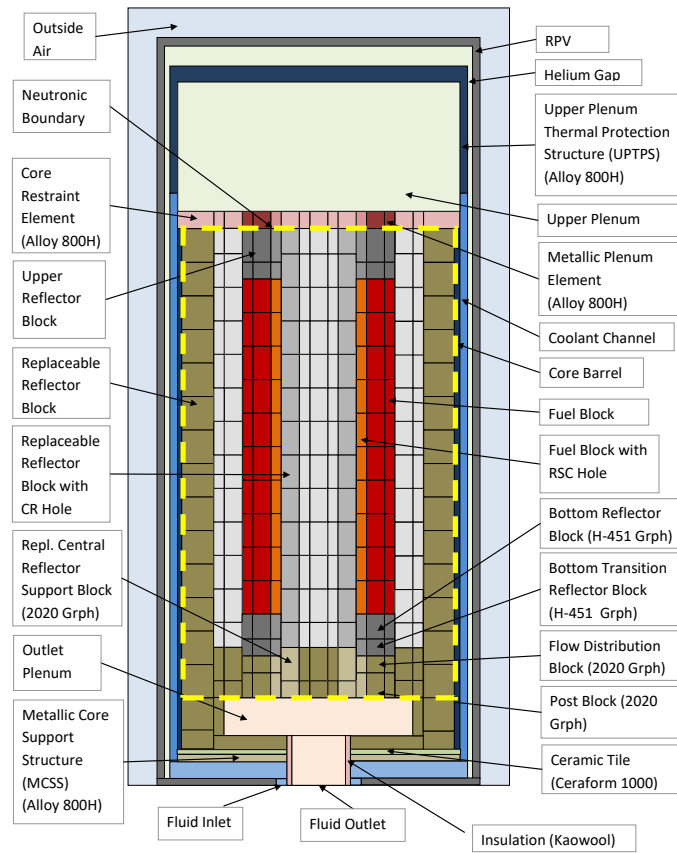 Outside
Air
Neutronic
Boundary
Core
Restraint
Element
(Alloy 800H)
Upper
Reflector
Block
Replaceable
Reflector
Block
Replaceable
Reflector
Block with
CR Hole
Repl. Central
Reflector
Support Block
(2020 Grph)
Outlet
Plenum
Metallic Core
Support
Structure
(MCSS)
(Alloy 800H)
Fluid Inlet
Fluid Outlet
RPV
Helium Gap
Upper Plenum
Thermal Protection
Structure (UPTPS)
(Alloy 800H)
Upper Plenum
Metallic Plenum
Element
(Alloy 800H)
Coolant Channel
Core Barrel
Fuel Block
Fuel Block with
RSC Hole
Bottom Reflector
Block (H-451 Grph)
Bottom Transition
Reflector Block
(H-451 Grph)
Flow Distribution
Block (2020 Grph)
Post Block (2020
Grph)
Ceramic Tile
(Ceraform 1000)
Insulation (Kaowool)